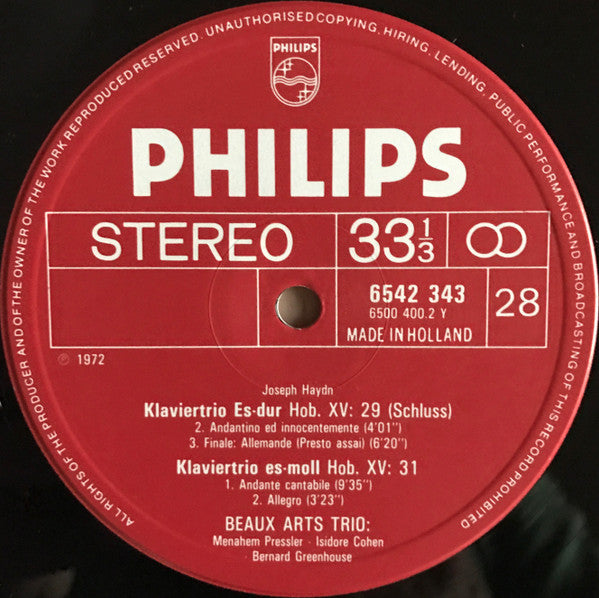 ALL RIGHTS OF THE PRODUCER AND OF THE OWNER OF THE WORK REPRODUCED RESERVED. UNAUTHORISED COPYING, HIRING, LENDING, PUBLIC PERFORMANCE AND BROADCASTING OF THIS RECORD PROHIBITED
PHILIPS
PHILIPS
STEREO 33 1/3
6542 343
6500 400.2 Y
28
MADE IN HOLLAND
℗ 1972
Joseph Haydn
Klaviertrio Es-dur Hob. XV: 29 (Schluss)
2. Andantino ed innocentemente (4'01'')
3. Finale: Allemande (Presto assai) (6'20'')
Klaviertrio es-moll Hob. XV: 31
1. Andante cantabile (9'35'')
2. Allegro (3'23'')
BEAUX ARTS TRIO:
Menahem Pressler · Isidore Cohen
Bernard Greenhouse